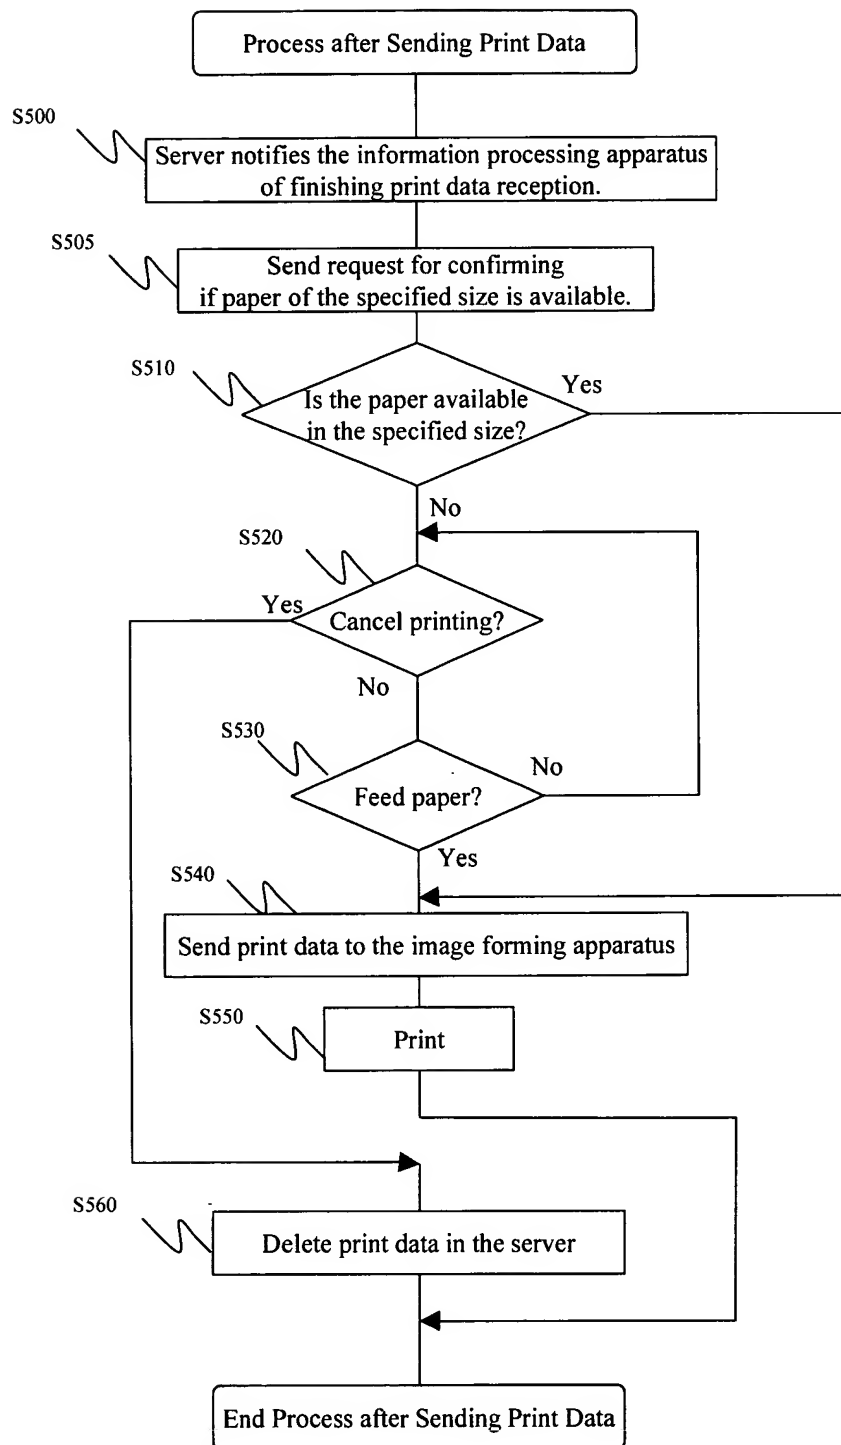 Process after Sending Print Data
S500
Server notifies the information processing apparatus
of finishing print data reception.
S505
Send request for confirming
if paper of the specified size is available.
S510
Yes
Is the paper available
in the specified size?
No
S520
Yes
Cancel printing?
No
S530
No
Feed paper?
Yes
S540
Send print data to the image forming apparatus
S550
Print
S560
Delete print data in the server
End Process after Sending Print Data